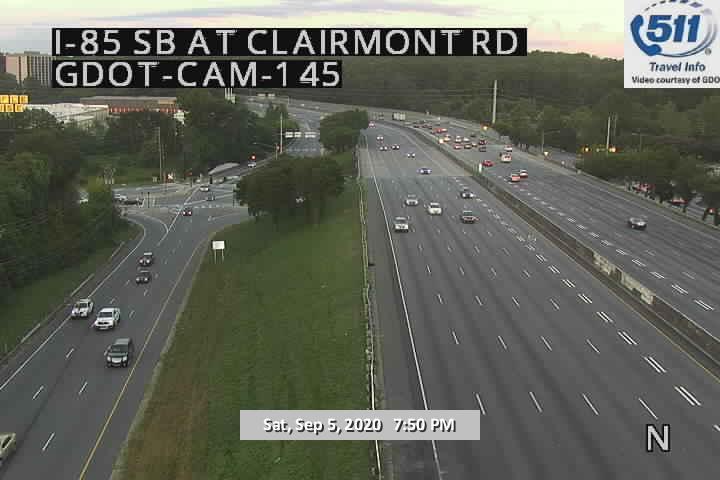 I-85 SB AT CLAIRMONT RD
GDOT-CAM-145
511
Travel Info
Video courtesy of GDO
Sat, Sep 5, 2020 7:50 PM
N